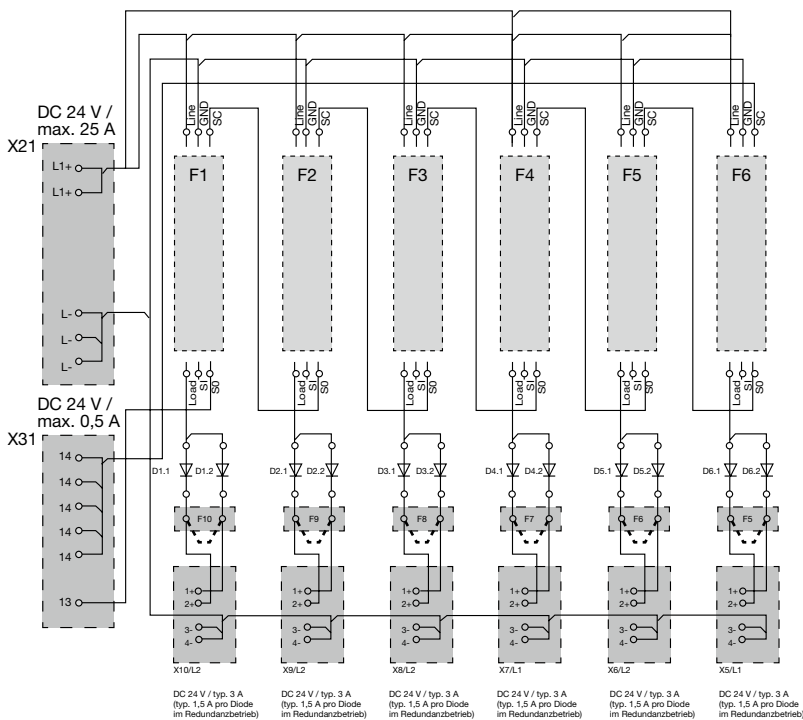 Line GND SC
Line GND SC
Line GND SC
Line GND SC
Line GND SC
Line GND SC
DC 24 V /
max. 25 A
X21
L1+
L1+
L-
L-
L-
F1
F2
F3
F4
F5
F6
Load SI S0
Load SI S0
Load SI S0
Load SI S0
Load SI S0
Load SI S0
DC 24 V /
max. 0,5 A
X31
14
14
14
14
14
13
D1.1 D1.2
D2.1 D2.2
D3.1 D3.2
D4.1 D4.2
D5.1 D5.2
D6.1 D6.2
F10
F9
F8
F7
F6
F5
1+
2+
3-
4-
1+
2+
3-
4-
1+
2+
3-
4-
1+
2+
3-
4-
1+
2+
3-
4-
1+
2+
3-
4-
X10/L2
X9/L2
X8/L2
X7/L1
X6/L2
X5/L1
DC 24 V / typ. 3 A
(typ. 1,5 A pro Diode
im Redundanzbetrieb)
DC 24 V / typ. 3 A
(typ. 1,5 A pro Diode
im Redundanzbetrieb)
DC 24 V / typ. 3 A
(typ. 1,5 A pro Diode
im Redundanzbetrieb)
DC 24 V / typ. 3 A
(typ. 1,5 A pro Diode
im Redundanzbetrieb)
DC 24 V / typ. 3 A
(typ. 1,5 A pro Diode
im Redundanzbetrieb)
DC 24 V / typ. 3 A
(typ. 1,5 A pro Diode
im Redundanzbetrieb)